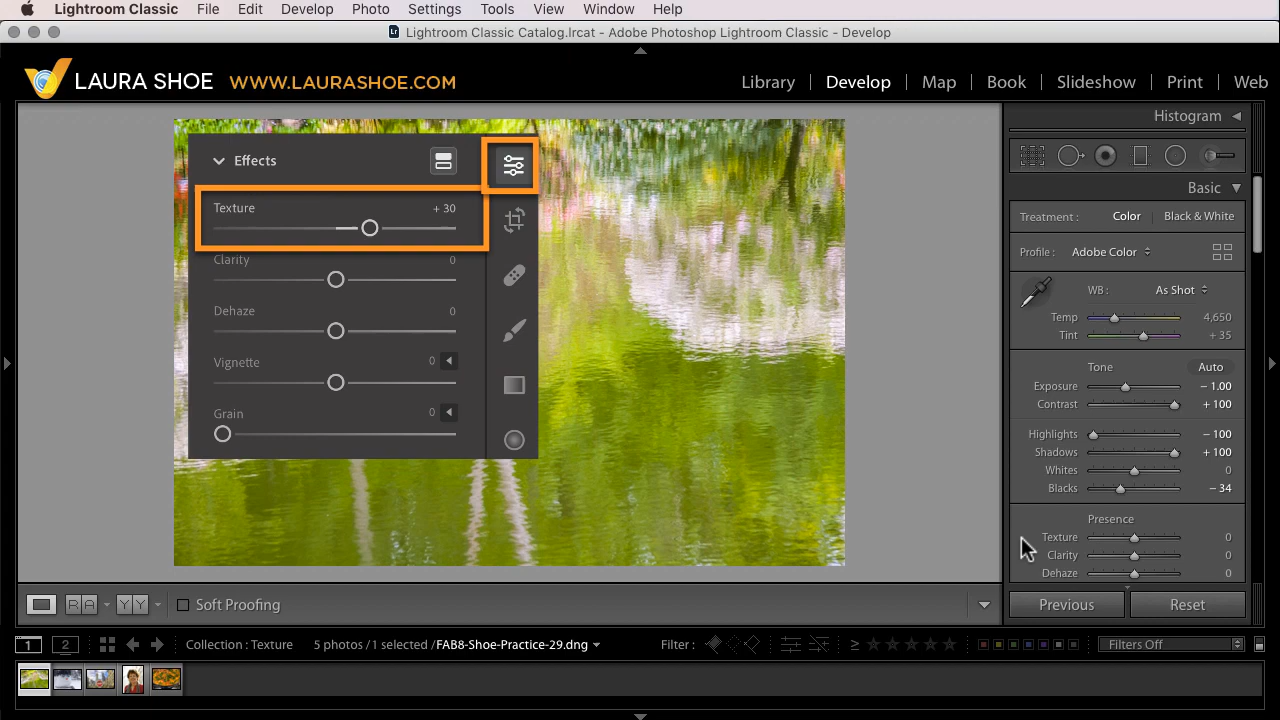 Lightroom Classic File Edit Develop Photo Settings Tools View Window Help
Lr Lightroom Classic Catalog.lrcat - Adobe Photoshop Lightroom Classic - Develop
LAURA SHOE WWW.LAURASHOE.COM
Library | Develop | Map | Book | Slideshow | Print | Web
Histogram
Effects
Texture + 30
Clarity 0
Dehaze 0
Vignette 0
Grain 0
Basic
Treatment : Color Black & White
Profile : Adobe Color
WB : As Shot
Temp 4,650
Tint + 35
Tone Auto
Exposure − 1.00
Contrast + 100
Highlights − 100
Shadows + 100
Whites 0
Blacks − 34
Presence
Texture 0
Clarity 0
Dehaze 0
R A Y Y Soft Proofing
Previous Reset
1 2 Collection : Texture 5 photos / 1 selected / FAB8-Shoe-Practice-29.dng Filter : ≥ Filters Off